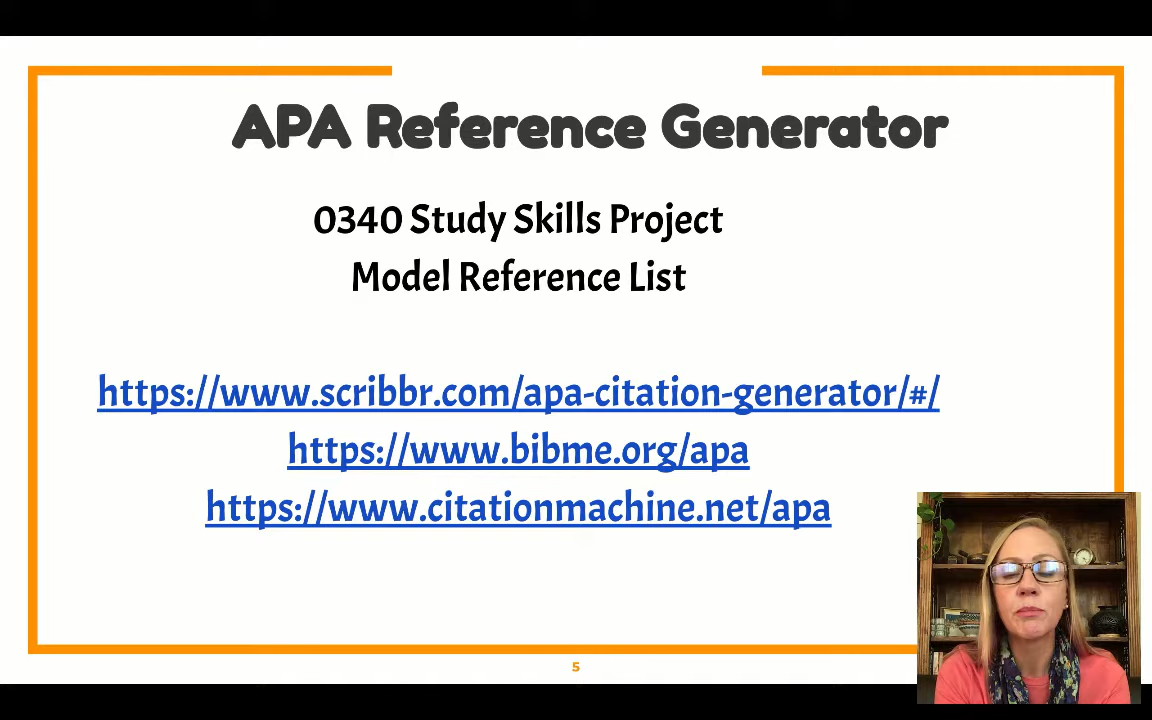 APA Reference Generator
0340 Study Skills Project
Model Reference List
https://www.scribbr.com/apa-citation-generator/#/
https://www.bibme.org/apa
https://www.citationmachine.net/apa
5